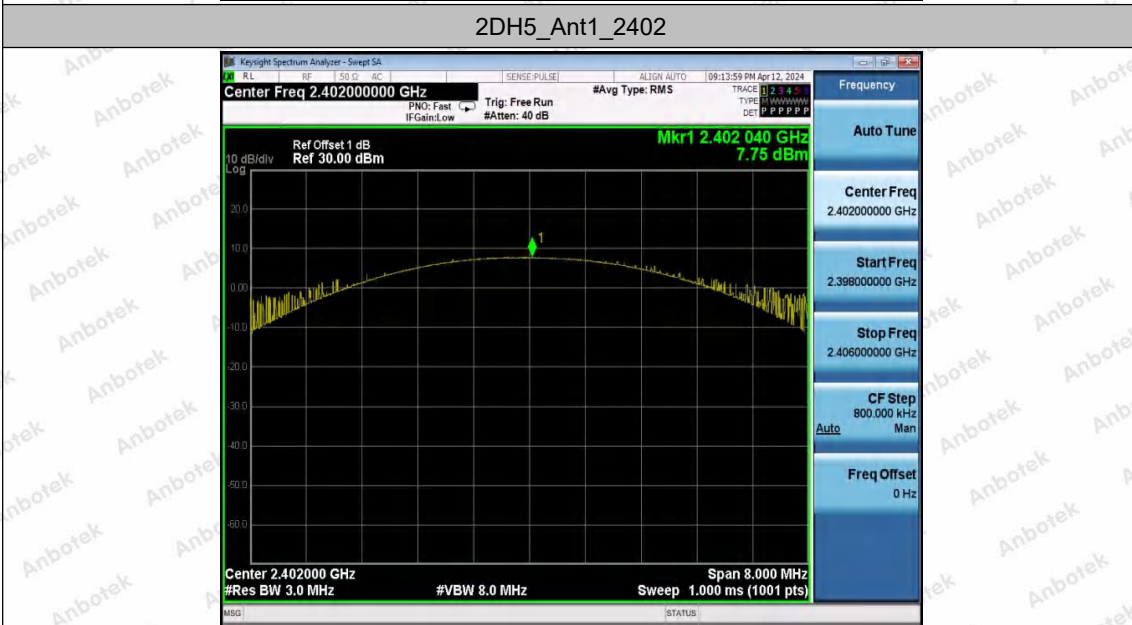 2DH5_Ant1_2402
Keysight Spectrum Analyzer - Swept SA
RL RF 50 Ω AC SENSE:PULSE ALIGN AUTO 09:13:59 PM Apr 12, 2024
Center Freq 2.402000000 GHz
PNO: Fast
IFGain:Low
Trig: Free Run
#Atten: 40 dB
#Avg Type: RMS
TRACE 1 2 3 4 5 6
TYPE M WWWWW
DET P P P P P P
Ref Offset 1 dB
Ref 30.00 dBm
10 dB/div
Log
Mkr1 2.402 040 GHz
7.75 dBm
20.0
10.0
0.00
-10.0
-20.0
-30.0
-40.0
-50.0
-60.0
1
Center 2.402000 GHz
Span 8.000 MHz
#Res BW 3.0 MHz
#VBW 8.0 MHz
Sweep 1.000 ms (1001 pts)
MSG
STATUS
Frequency
Auto Tune
Center Freq
2.402000000 GHz
Start Freq
2.398000000 GHz
Stop Freq
2.406000000 GHz
CF Step
800.000 kHz
Auto Man
Freq Offset
0 Hz
Anbotek